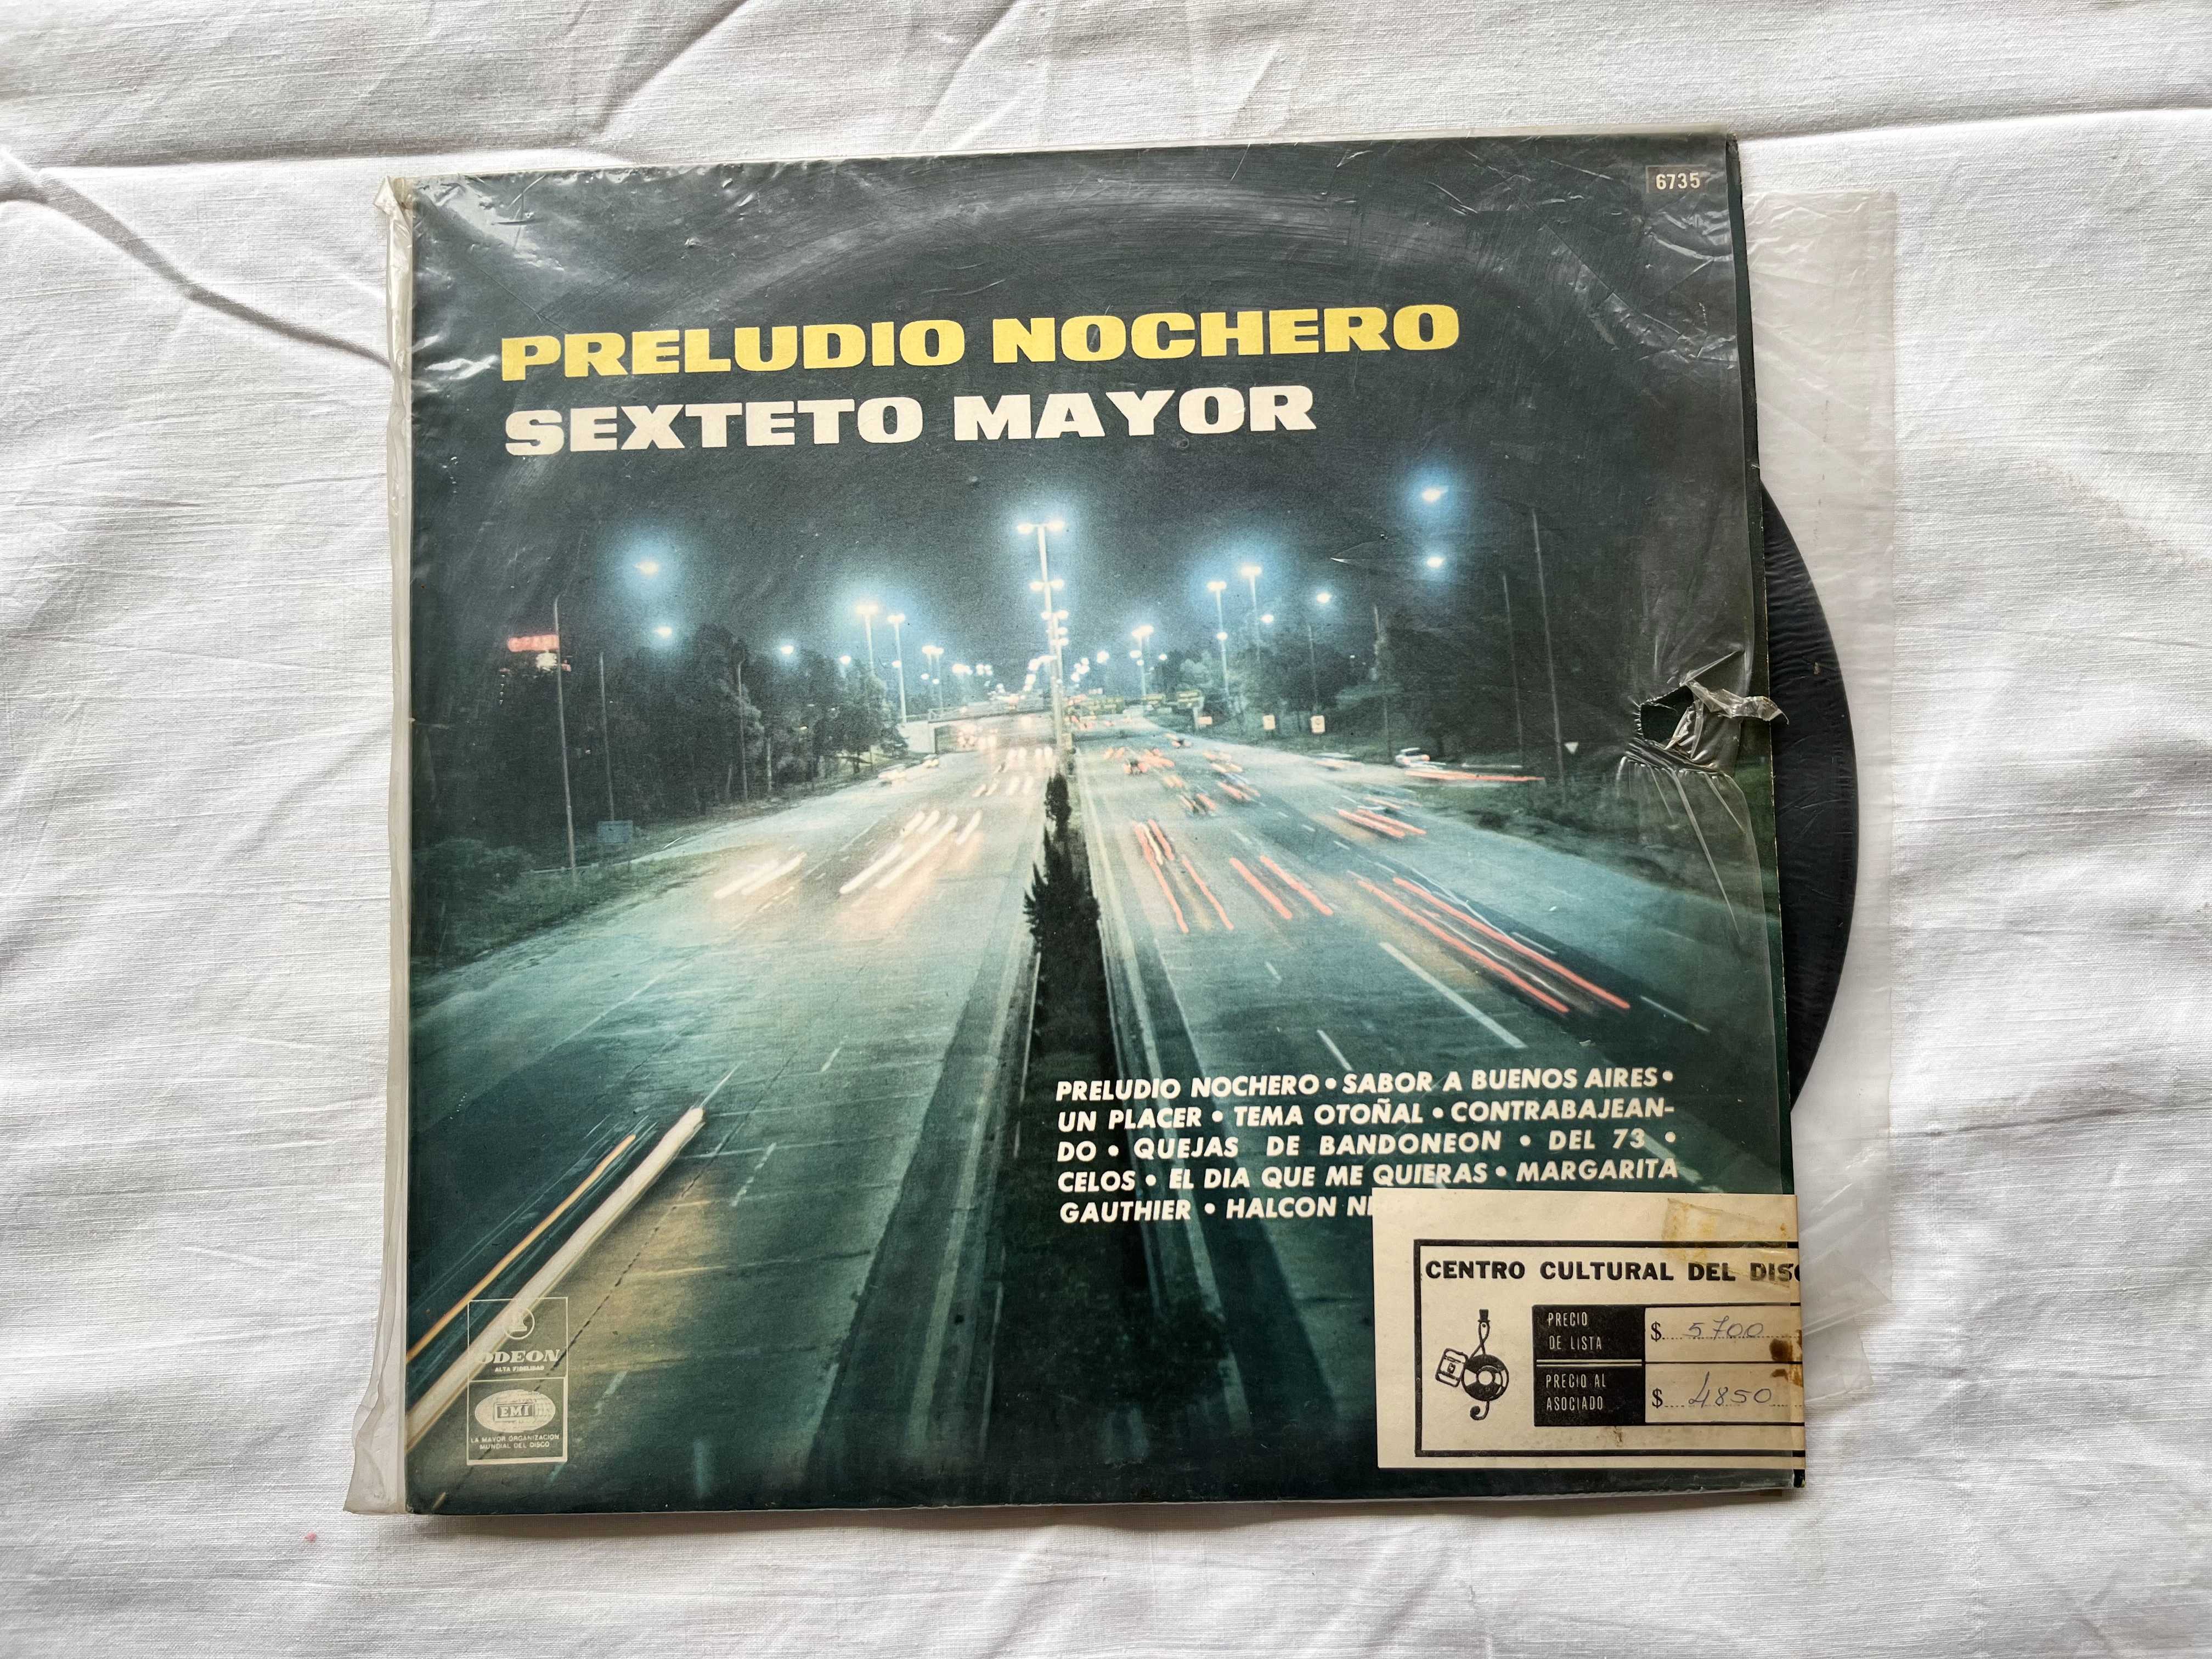 6735
PRELUDIO NOCHERO
SEXTETO MAYOR
PRELUDIO NOCHERO • SABOR A BUENOS AIRES •
UN PLACER • TEMA OTOÑAL • CONTRABAJEAN-
DO • QUEJAS DE BANDONEON • DEL 73 •
CELOS • EL DIA QUE ME QUIERAS • MARGARITA
GAUTHIER • HALCON
CENTRO CULTURAL DEL
PRECIO
DE LISTA
$ 5700
PRECIO AL
ASOCIADO
$ 4850
ODEON
ALTA FIDELIDAD
EMI
LA MAYOR ORGANIZACION
MUNDIAL DEL DISCO